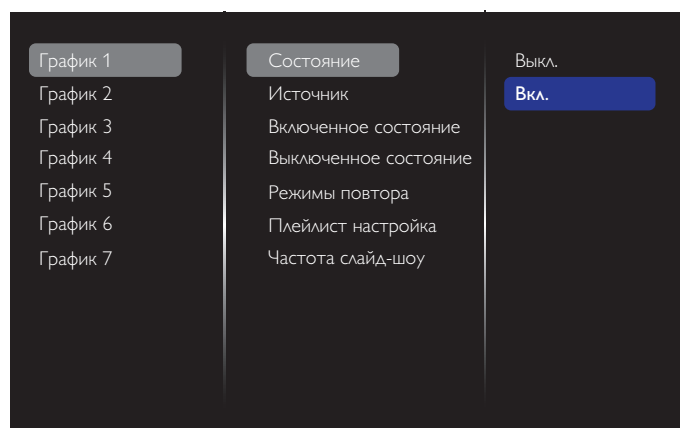 График 1
График 2
График 3
График 4
График 5
График 6
График 7
Состояние
Источник
Включенное состояние
Выключенное состояние
Режимы повтора
Плейлист настройка
Частота слайд-шоу
Выкл.
Вкл.